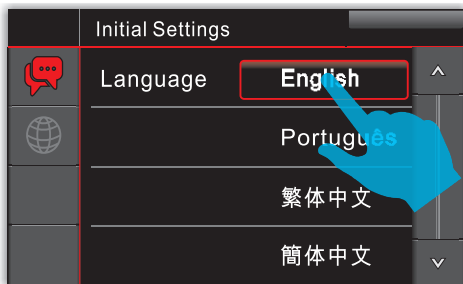 Initial Settings
Language English
Português
繁体中文
簡体中文